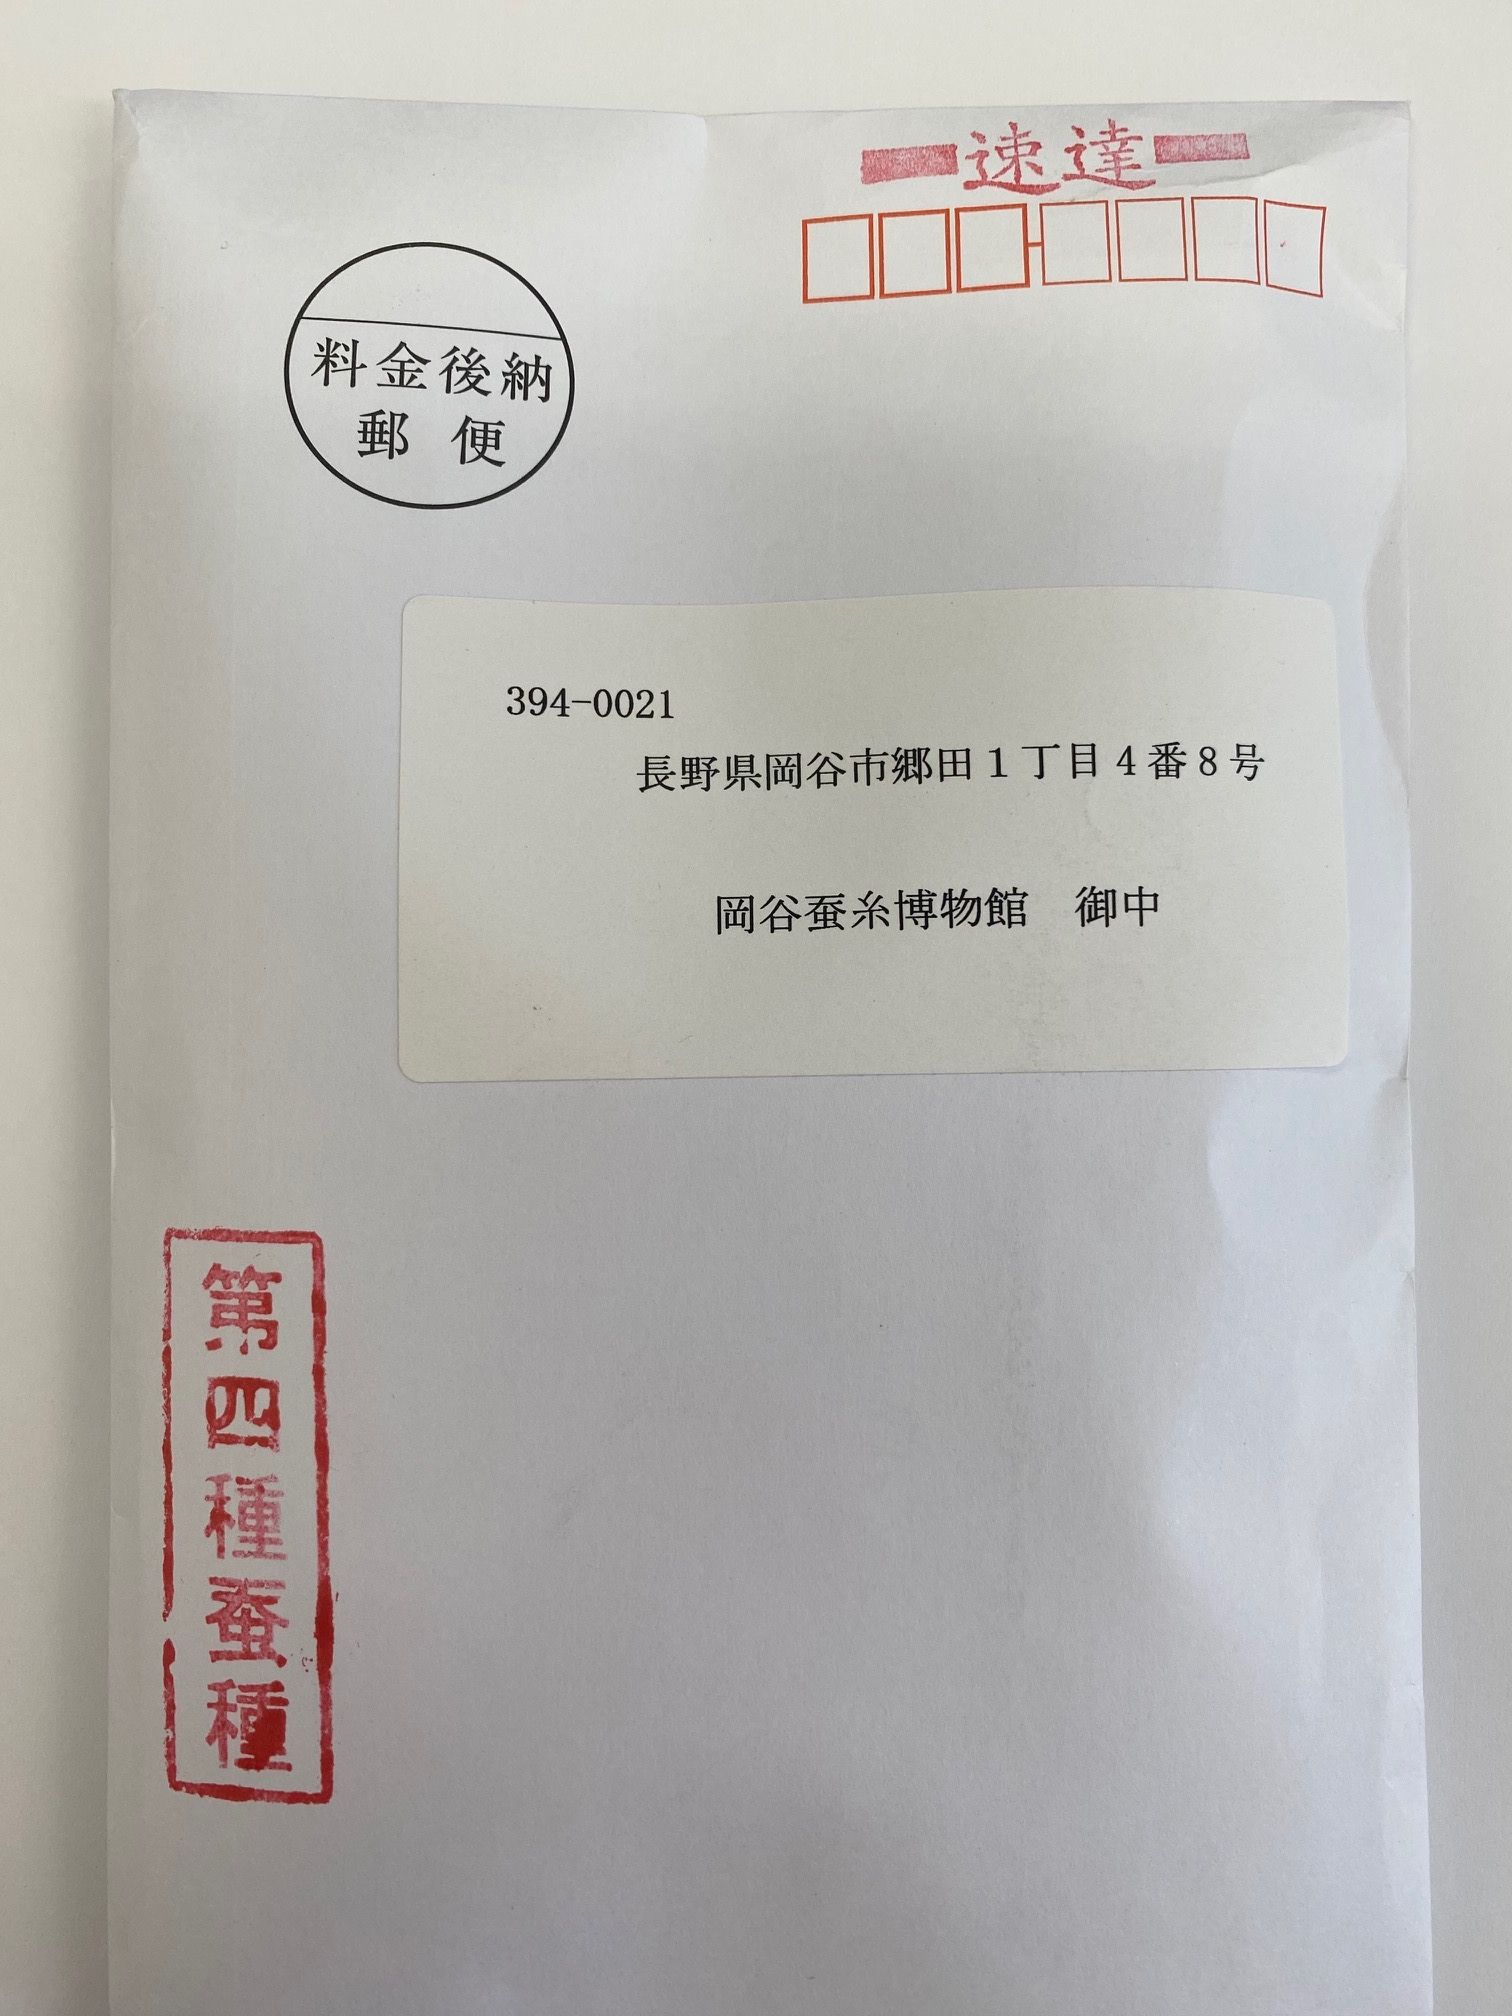 速達
料金後納
郵便
394-0021
長野県岡谷市郷田1丁目4番8号
岡谷蚕糸博物館　御中
第四種蚕種